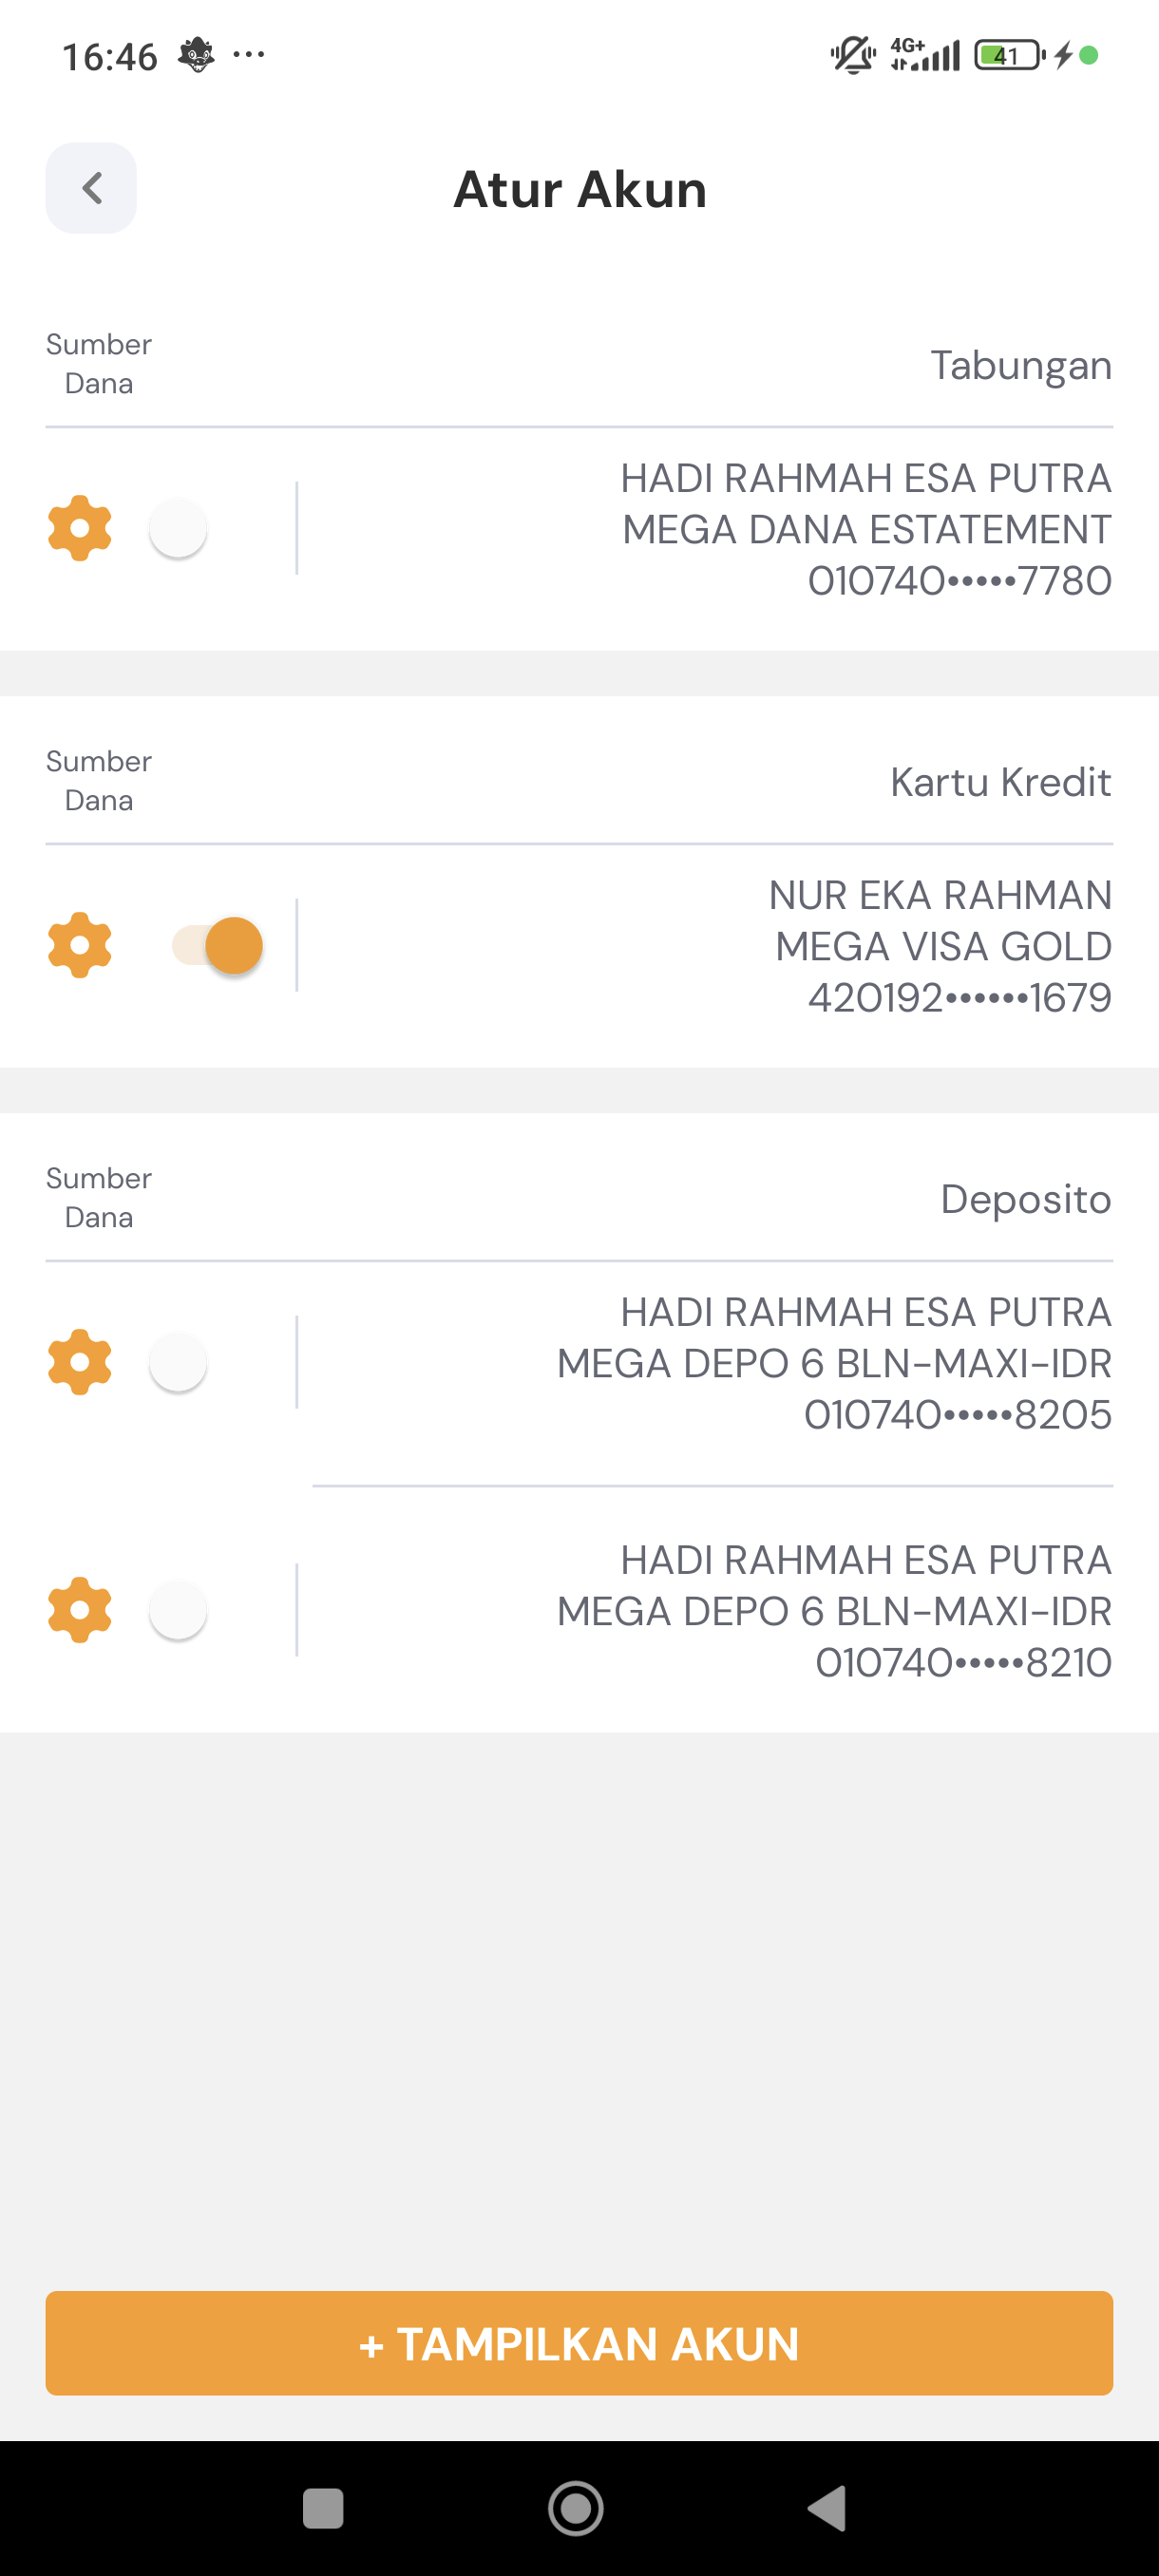 16:46
4G+
41
Atur Akun
Sumber
Dana
Tabungan
HADI RAHMAH ESA PUTRA
MEGA DANA ESTATEMENT
010740•••••7780
Sumber
Dana
Kartu Kredit
NUR EKA RAHMAN
MEGA VISA GOLD
420192••••••1679
Sumber
Dana
Deposito
HADI RAHMAH ESA PUTRA
MEGA DEPO 6 BLN-MAXI-IDR
010740•••••8205
HADI RAHMAH ESA PUTRA
MEGA DEPO 6 BLN-MAXI-IDR
010740•••••8210
+ TAMPILKAN AKUN